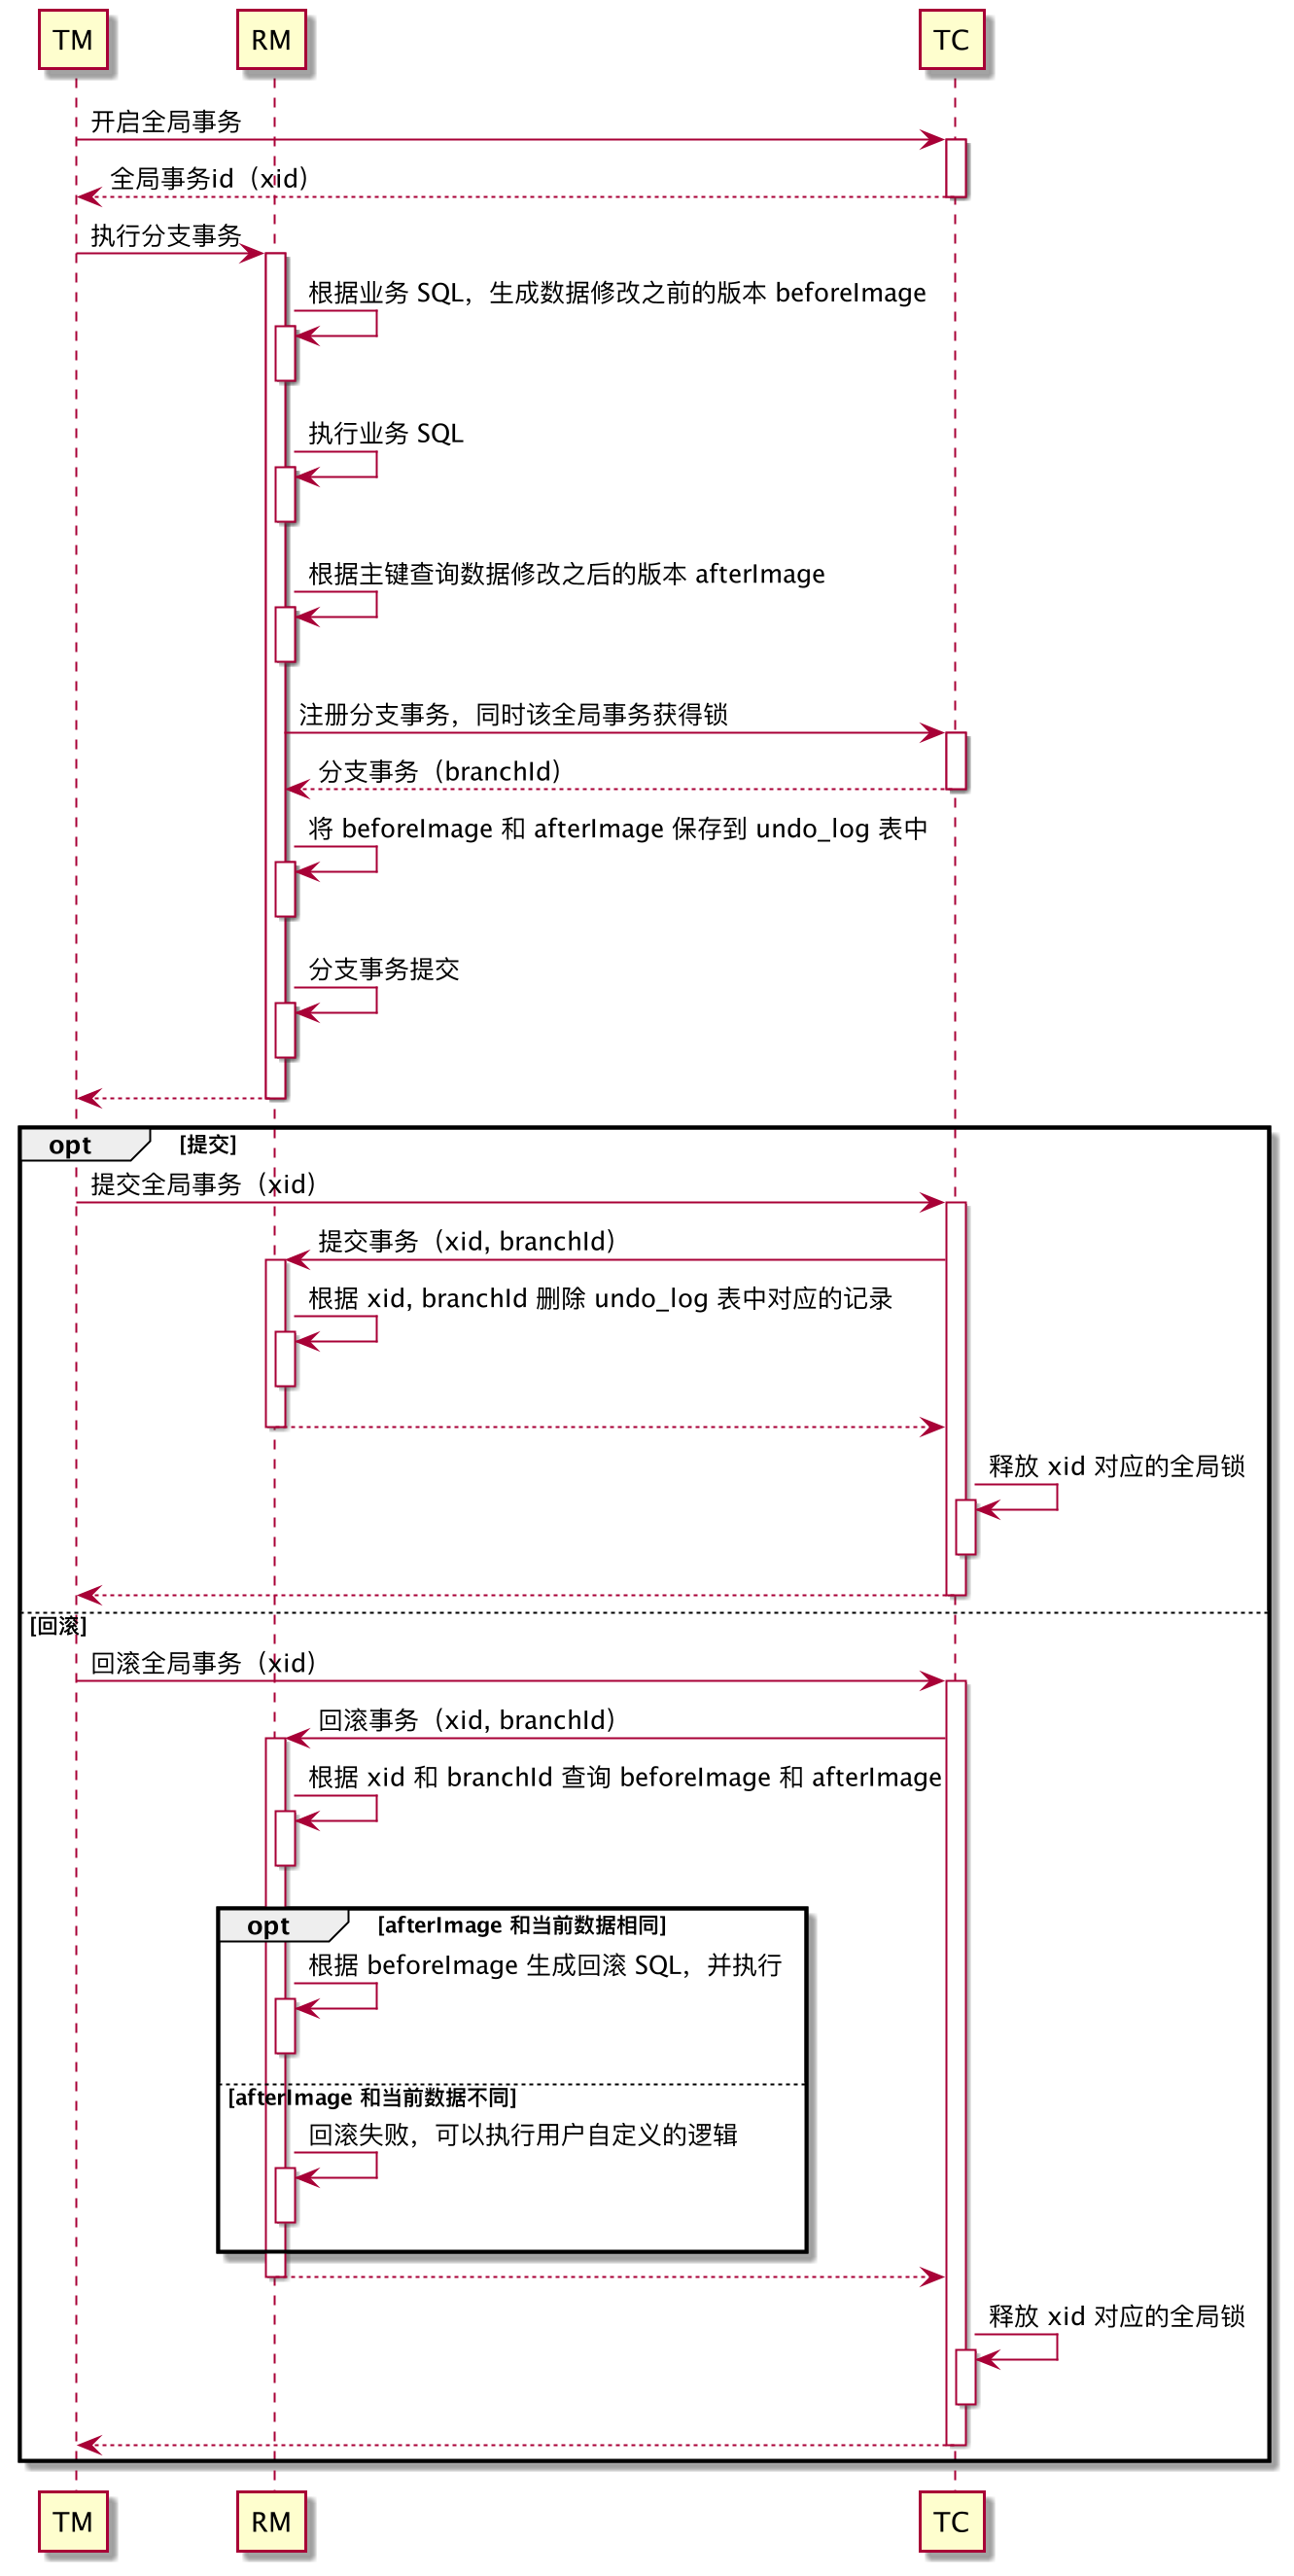 TM RM TC
开启全局事务
全局事务id（xid）
执行分支事务
根据业务 SQL，生成数据修改之前的版本 beforeImage
执行业务 SQL
根据主键查询数据修改之后的版本 afterImage
注册分支事务，同时该全局事务获得锁
分支事务（branchId）
将 beforeImage 和 afterImage 保存到 undo_log 表中
分支事务提交
opt [提交]
提交全局事务（xid）
提交事务（xid, branchId）
根据 xid, branchId 删除 undo_log 表中对应的记录
释放 xid 对应的全局锁
[回滚]
回滚全局事务（xid）
回滚事务（xid, branchId）
根据 xid 和 branchId 查询 beforeImage 和 afterImage
opt [afterImage 和当前数据相同]
根据 beforeImage 生成回滚 SQL，并执行
[afterImage 和当前数据不同]
回滚失败，可以执行用户自定义的逻辑
释放 xid 对应的全局锁
TM RM TC